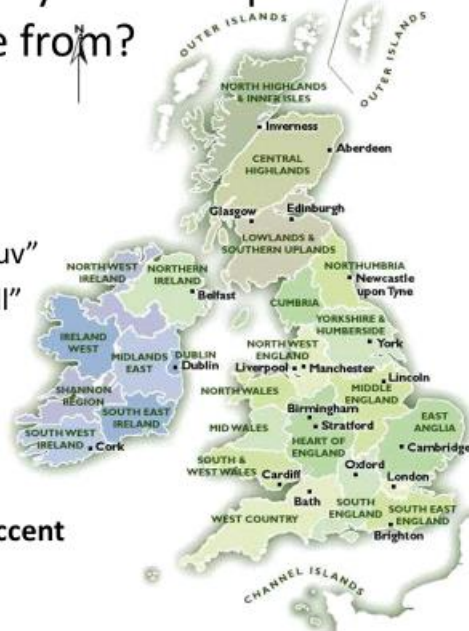 e from?
N
OUTER ISLANDS
OUTER ISLANDS
NORTH HIGHLANDS
& INNER ISLES
Inverness
Aberdeen
CENTRAL
HIGHLANDS
Glasgow
Edinburgh
LOWLANDS &
SOUTHERN UPLANDS
uv”
ll”
NORTH WEST
IRELAND
NORTHERN
IRELAND
Belfast
NORTHUMBRIA
Newcastle
upon Tyne
CUMBRIA
YORKSHIRE &
HUMBERSIDE
York
IRELAND
WEST
MIDLANDS
EAST
DUBLIN
Dublin
NORTH WEST
ENGLAND
Liverpool
Manchester
Lincoln
SHANNON
REGION
NORTH WALES
MIDDLE
ENGLAND
SOUTH EAST
IRELAND
SOUTH WEST
IRELAND
Cork
MID WALES
Birmingham
Stratford
HEART OF
ENGLAND
EAST
ANGLIA
Cambridge
SOUTH &
WEST WALES
Cardiff
Oxford
London
Bath
SOUTH
ENGLAND
SOUTH EAST
ENGLAND
WEST COUNTRY
Brighton
ccent
CHANNEL ISLANDS